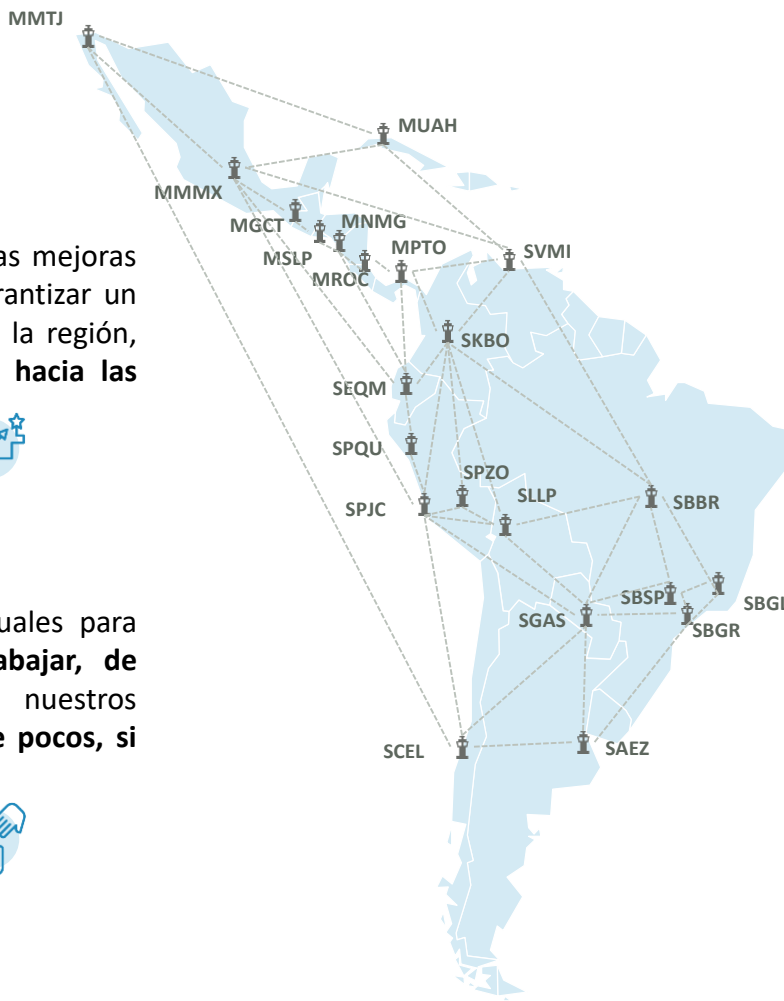 MMTJ
MUAH
MMMX
MGCT
MNMG
MSLP
MPTO
SVMI
MROC
as mejoras
rantizar un
la región,
hacia las
SKBO
SEQM
SPQU
SPZO
SLLP
SBBR
SPJC
SBSP
SBGL
SGAS
SBGR
uales para
abajar, de
nuestros
e pocos, si
SCEL
SAEZ